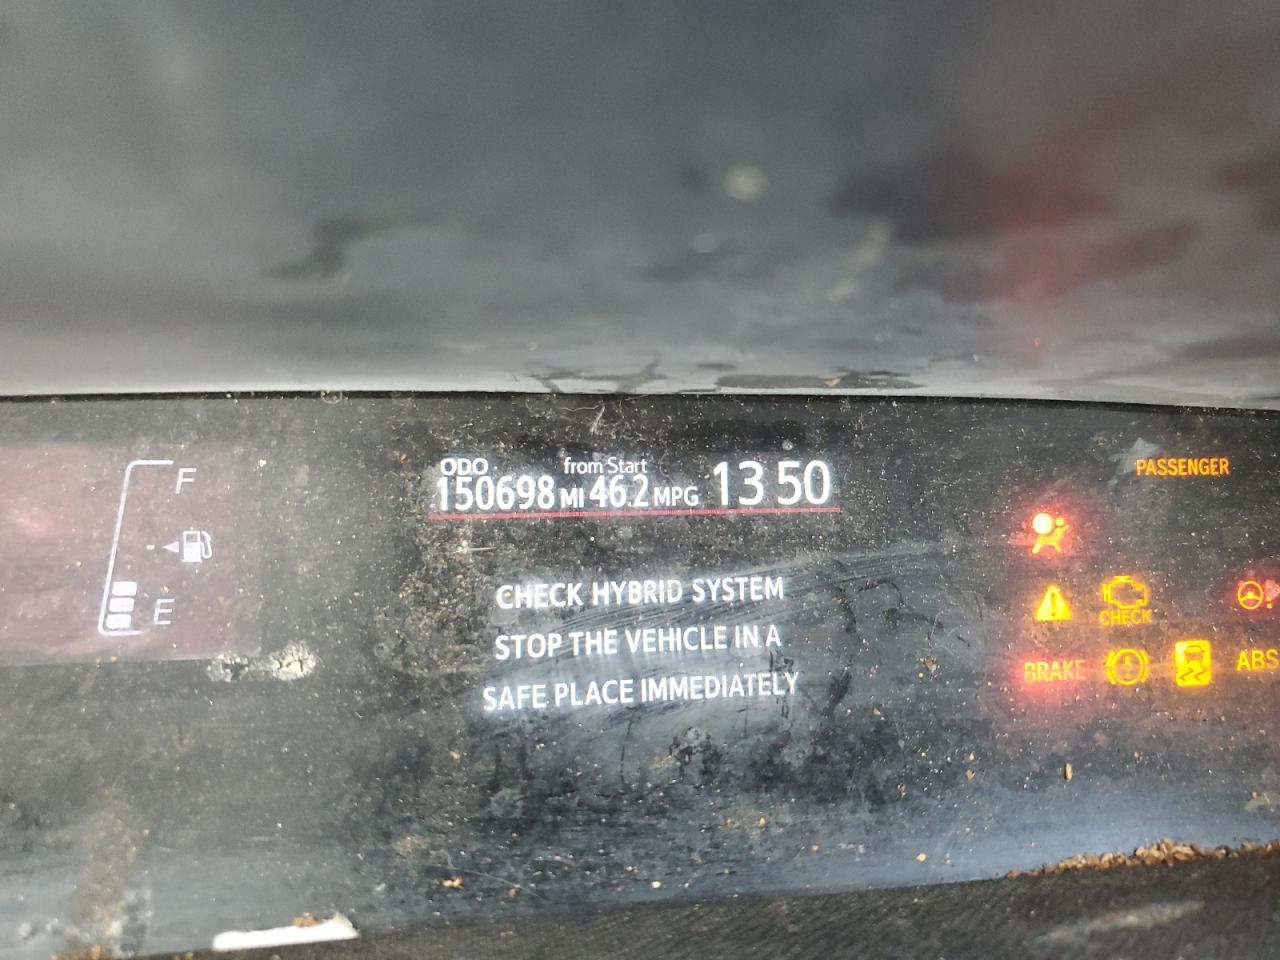 F
E
ODO from Start
150698 MI 46.2 MPG 13 50
CHECK HYBRID SYSTEM
STOP THE VEHICLE IN A
SAFE PLACE IMMEDIATELY
PASSENGER
CHECK
BRAKE ABS